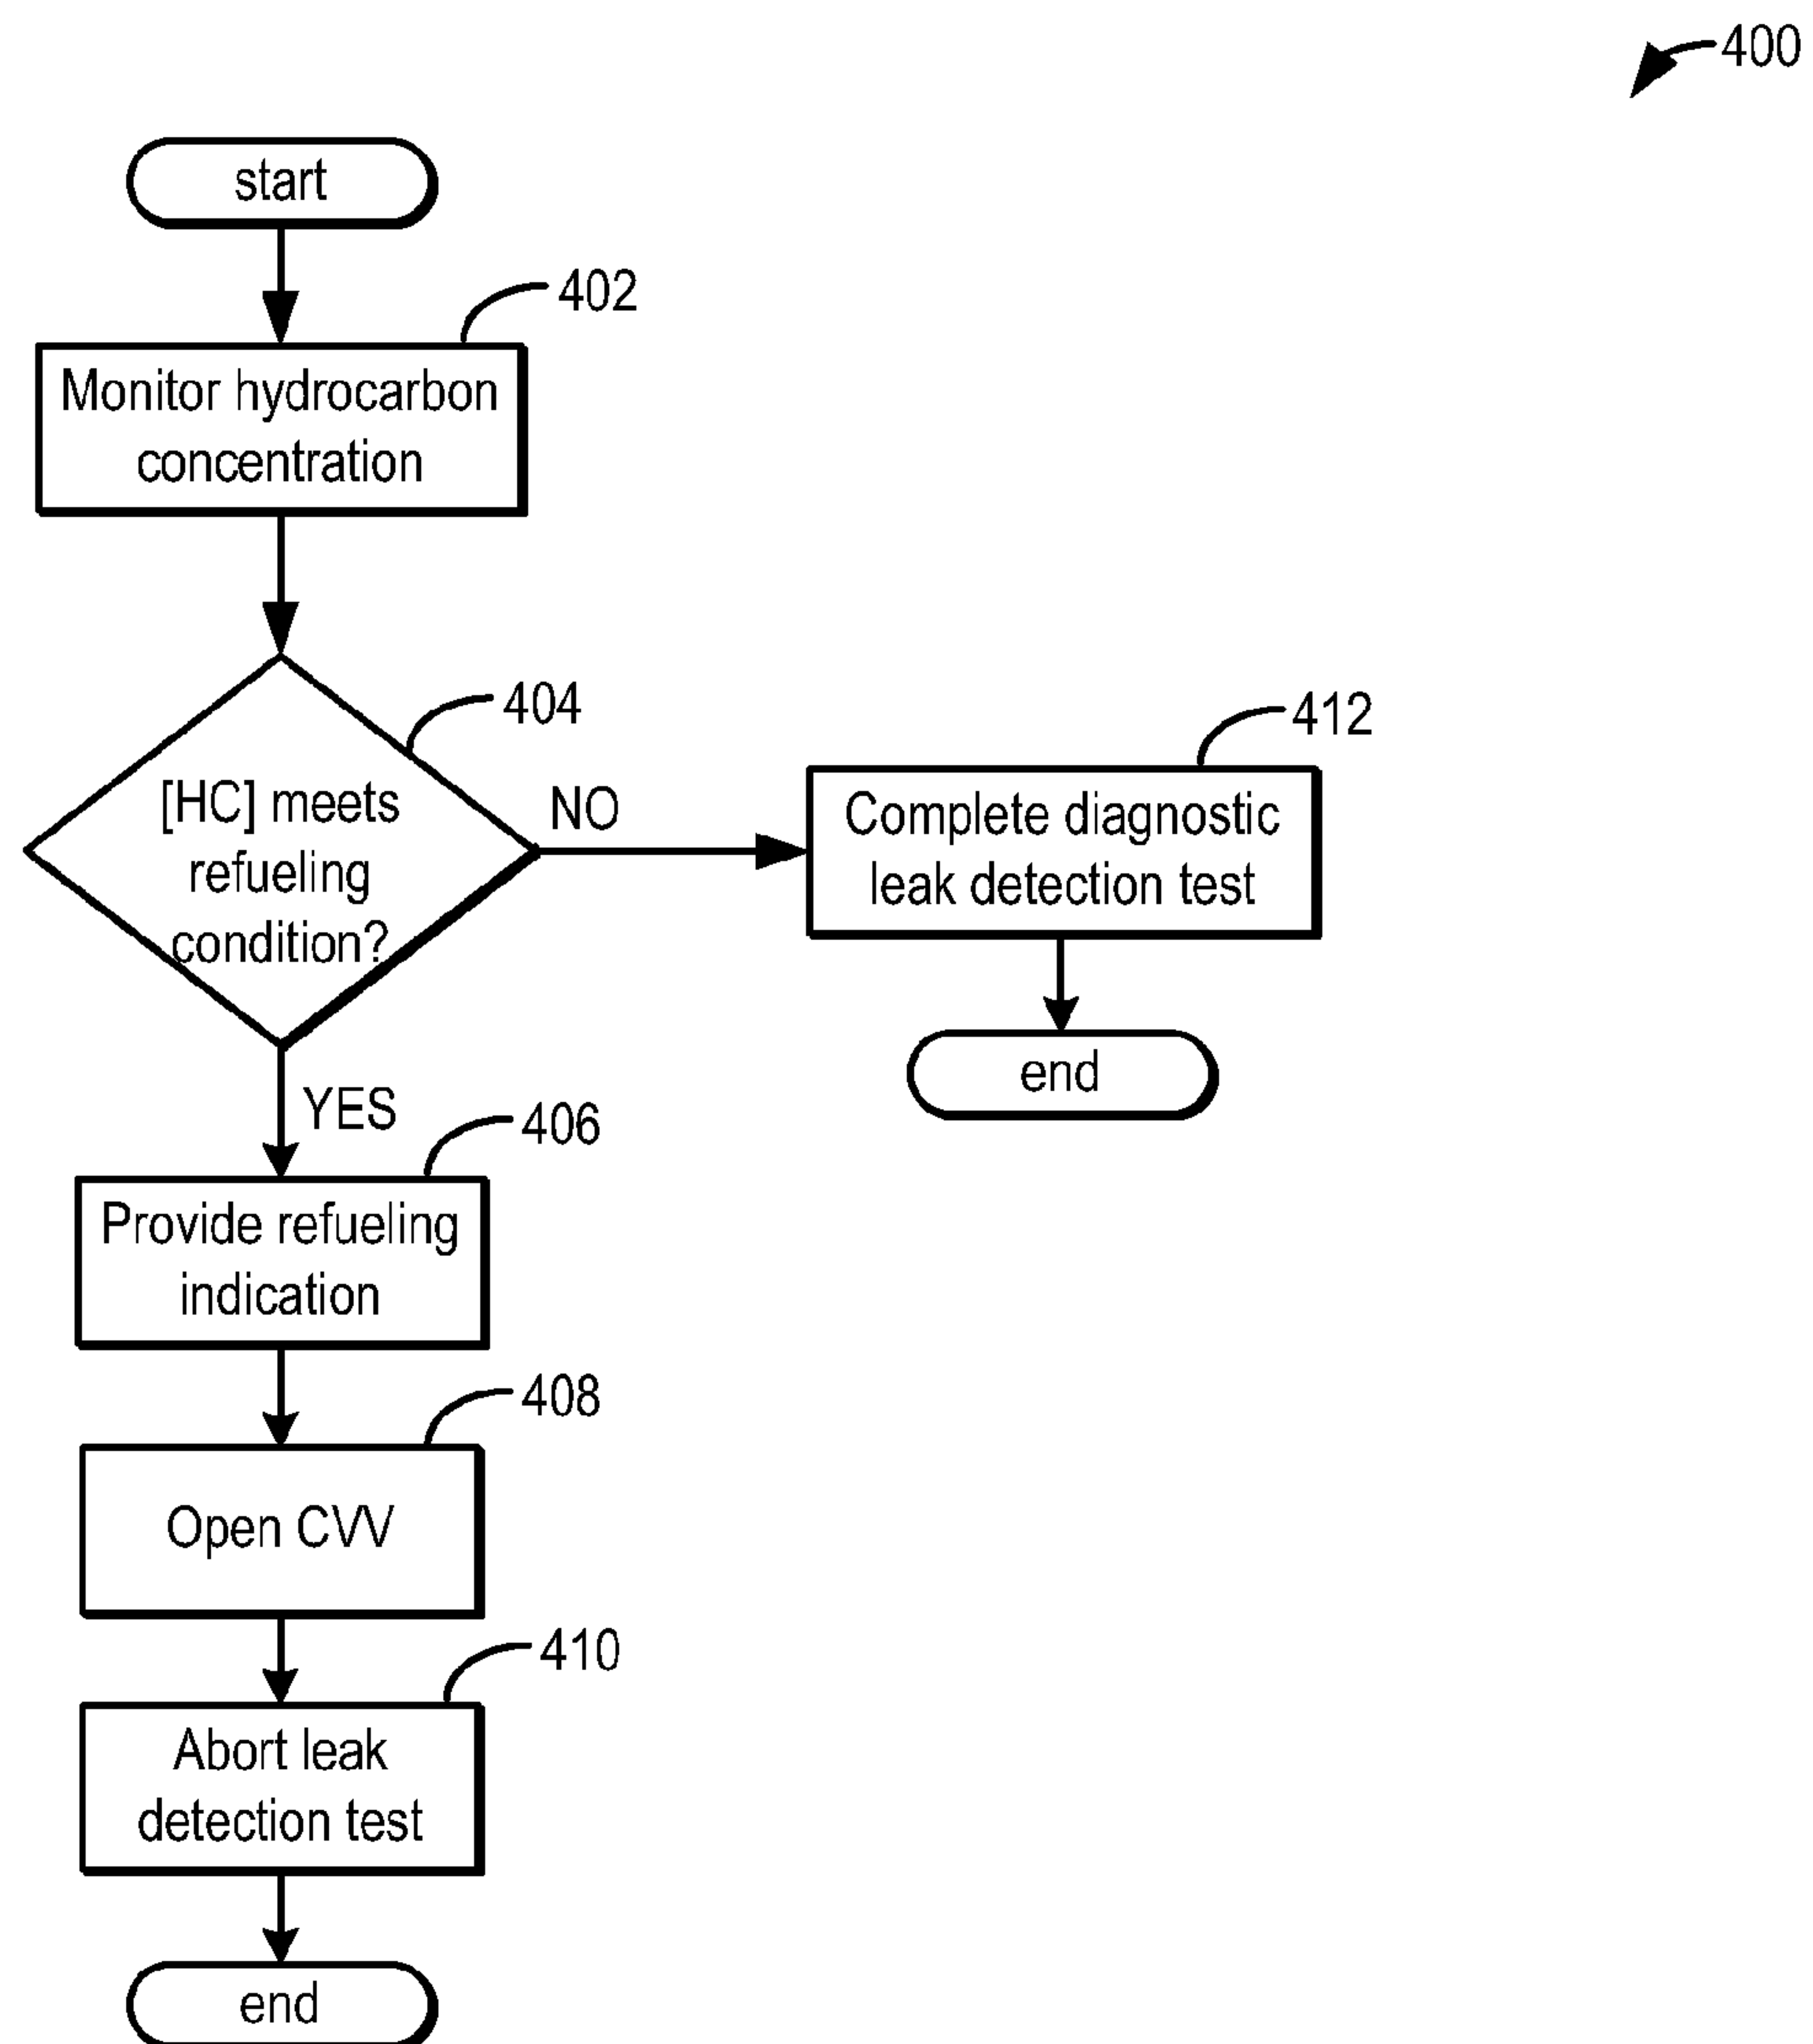 400
start
402
Monitor hydrocarbon
concentration
404
[HC] meets
refueling
condition?
NO
412
Complete diagnostic
leak detection test
end
YES
406
Provide refueling
indication
408
Open CVV
410
Abort leak
detection test
end